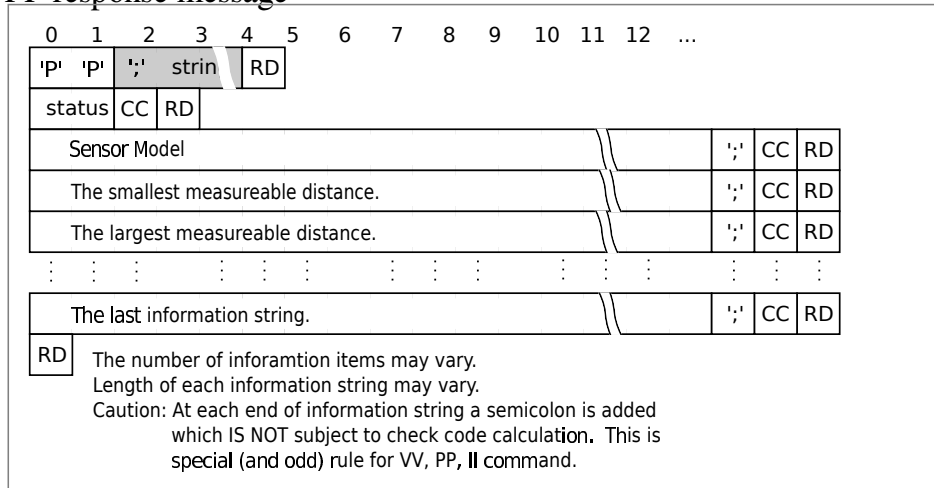 PP response message
0 1 2 3 4 5 6 7 8 9 10 11 12 ...
'P' 'P' ';' strin RD
status CC RD
Sensor Model ';' CC RD
The smallest measureable distance. ';' CC RD
The largest measureable distance. ';' CC RD
The last information string. ';' CC RD
RD
The number of inforamtion items may vary.
Length of each information string may vary.
Caution: At each end of information string a semicolon is added
which IS NOT subject to check code calculation. This is
special (and odd) rule for VV, PP, II command.